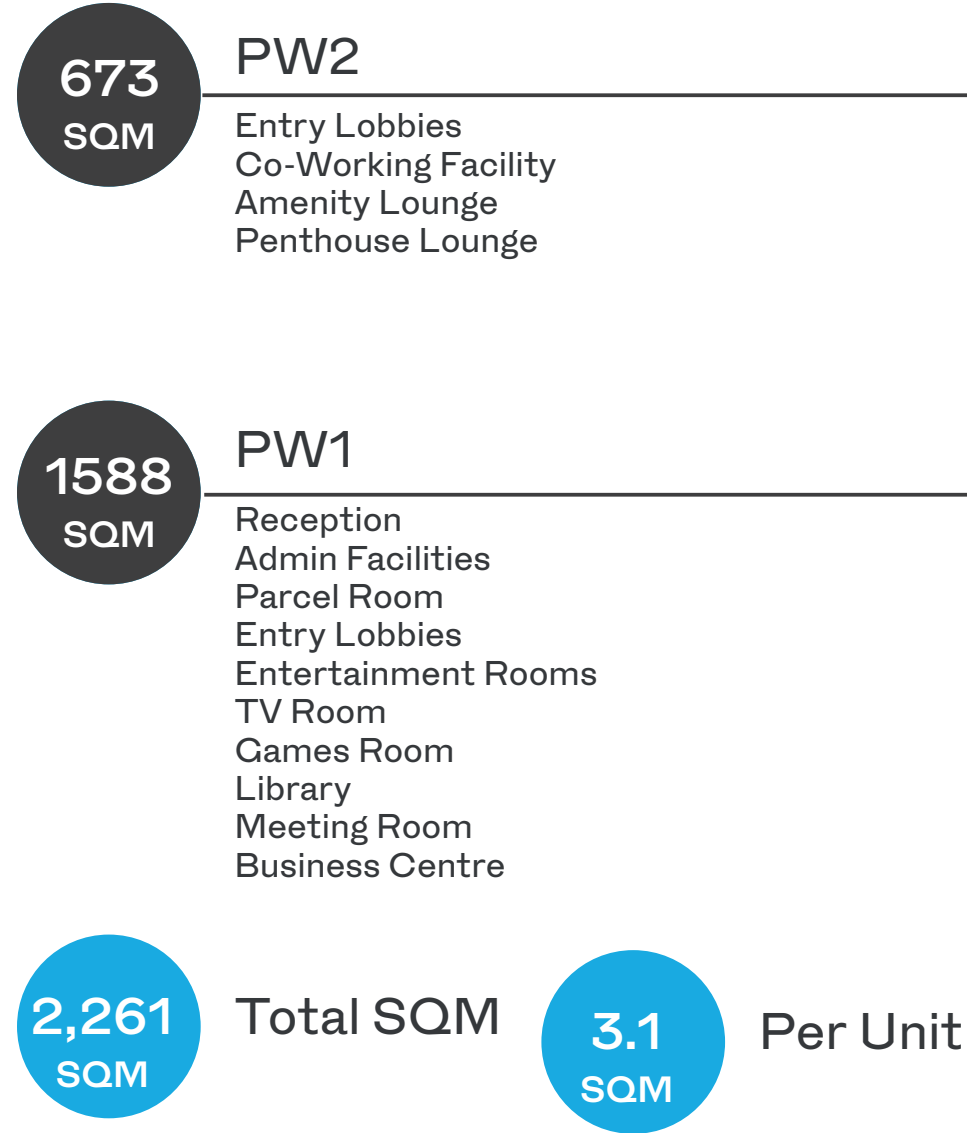 673
SQM
PW2
Entry Lobbies
Co-Working Facility
Amenity Lounge
Penthouse Lounge
1588
SQM
PW1
Reception
Admin Facilities
Parcel Room
Entry Lobbies
Entertainment Rooms
TV Room
Games Room
Library
Meeting Room
Business Centre
2,261
SQM
Total SQM
3.1
SQM
Per Unit